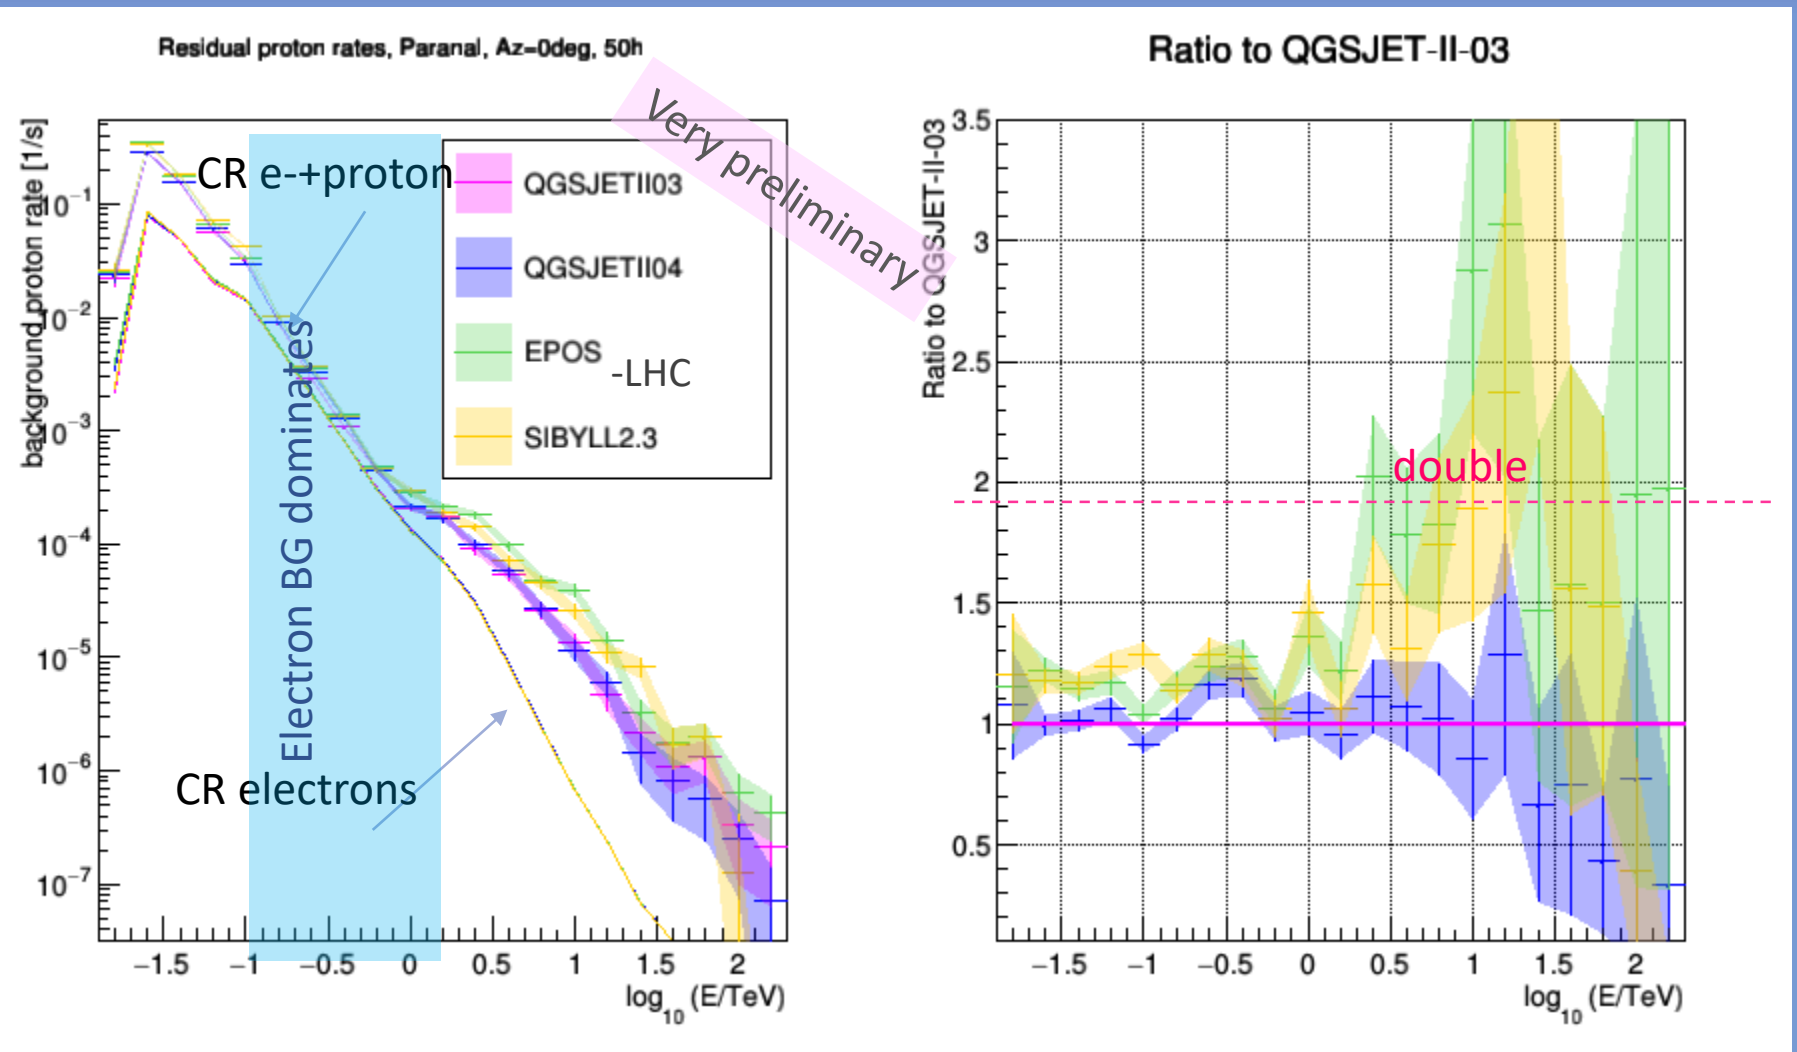 Residual proton rates, Paranal, Az=0deg, 50h
background proton rate [1/s]
10⁻¹
10⁻²
10⁻³
10⁻⁴
10⁻⁵
10⁻⁶
10⁻⁷
CR e-+proton
Electron BG dominates
CR electrons
QGSJETII03
QGSJETII04
EPOS -LHC
SIBYLL2.3
Very preliminary
−1.5 −1 −0.5 0 0.5 1 1.5 2
log₁₀ (E/TeV)
Ratio to QGSJET-II-03
Ratio to QGSJET-II-03
3.5
3
2.5
2
1.5
1
0.5
double
−1.5 −1 −0.5 0 0.5 1 1.5 2
log₁₀ (E/TeV)